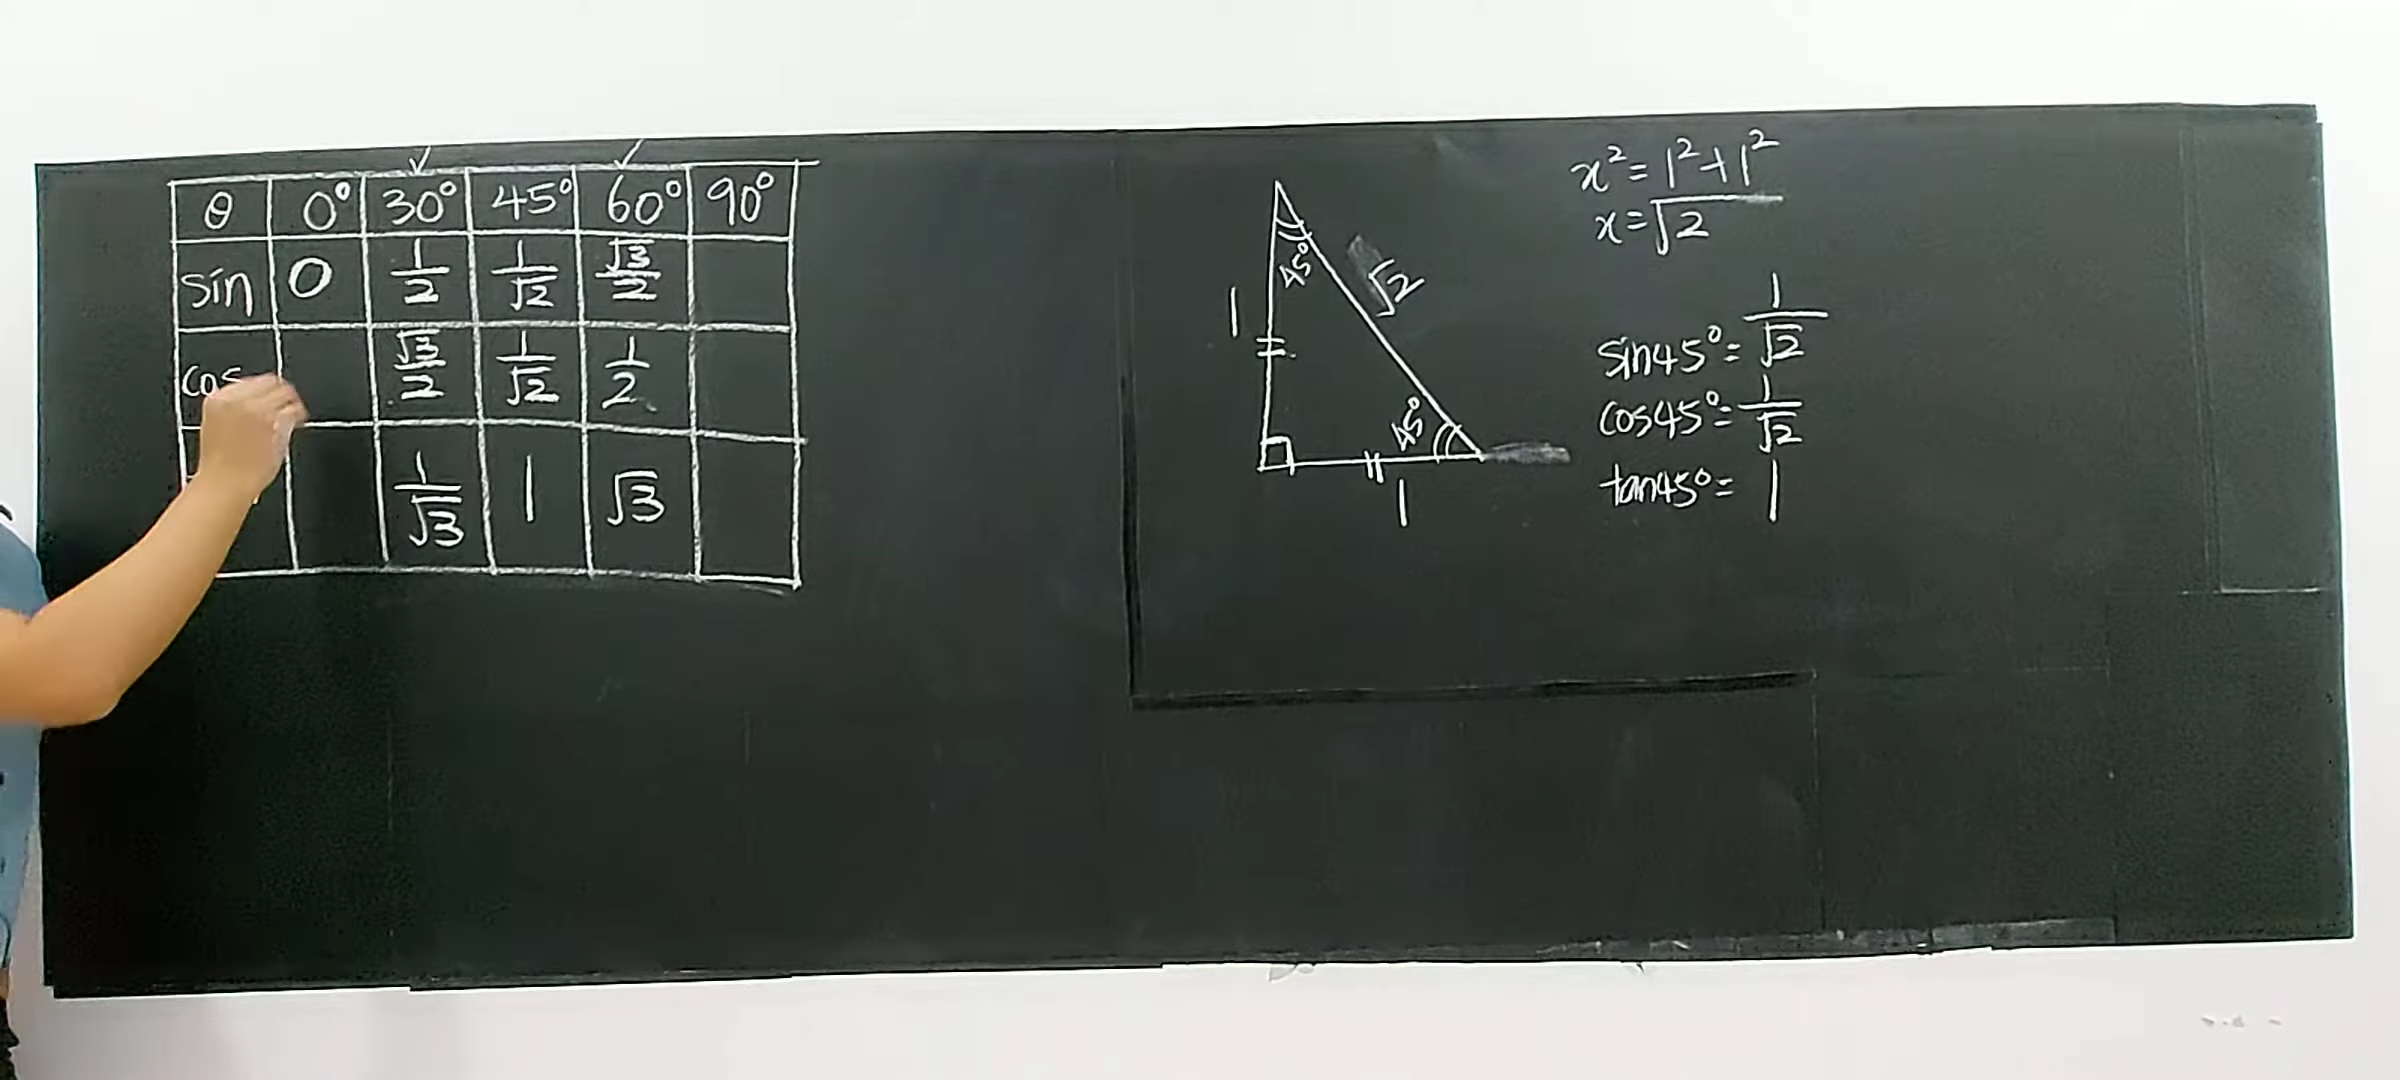 θ 0° 30° 45° 60° 90°
sin 0 1/2 1/√2 √3/2
cos √3/2 1/√2 1/2
1/√3 1 √3
45°
√2
1
45°
1
x² = 1² + 1²
x = √2
sin45° = 1/√2
cos45° = 1/√2
tan45° = 1